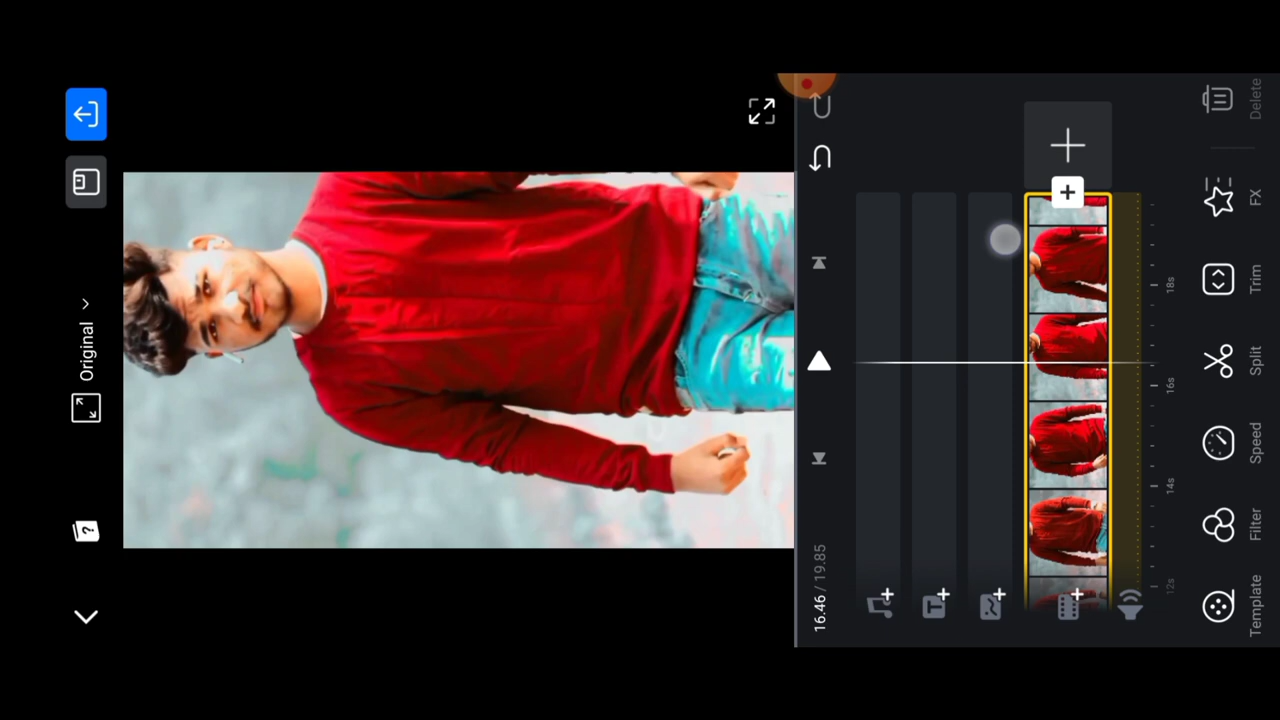 Original
16.46 / 19.85
12s
14s
16s
18s
Template
Filter
Speed
Split
Trim
FX
Delete